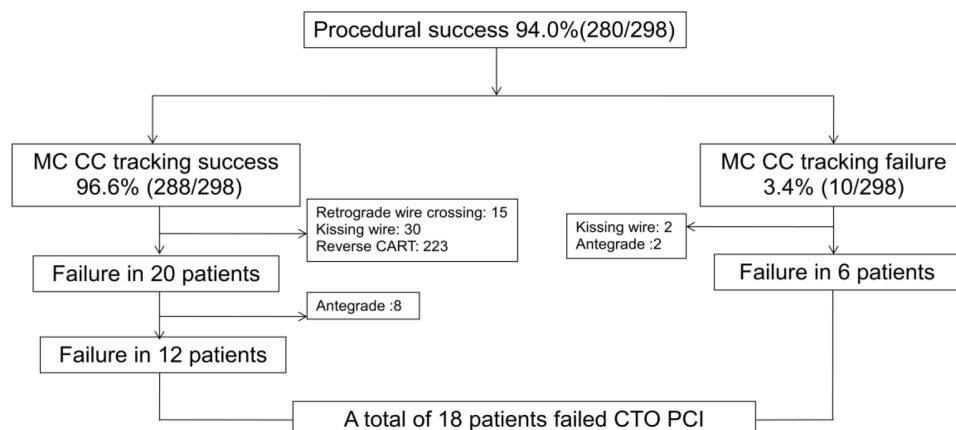 Procedural success 94.0%(280/298)
MC CC tracking success
96.6% (288/298)
MC CC tracking failure
3.4% (10/298)
Retrograde wire crossing: 15
Kissing wire: 30
Reverse CART: 223
Kissing wire: 2
Antegrade :2
Failure in 20 patients
Failure in 6 patients
Antegrade :8
Failure in 12 patients
A total of 18 patients failed CTO PCI